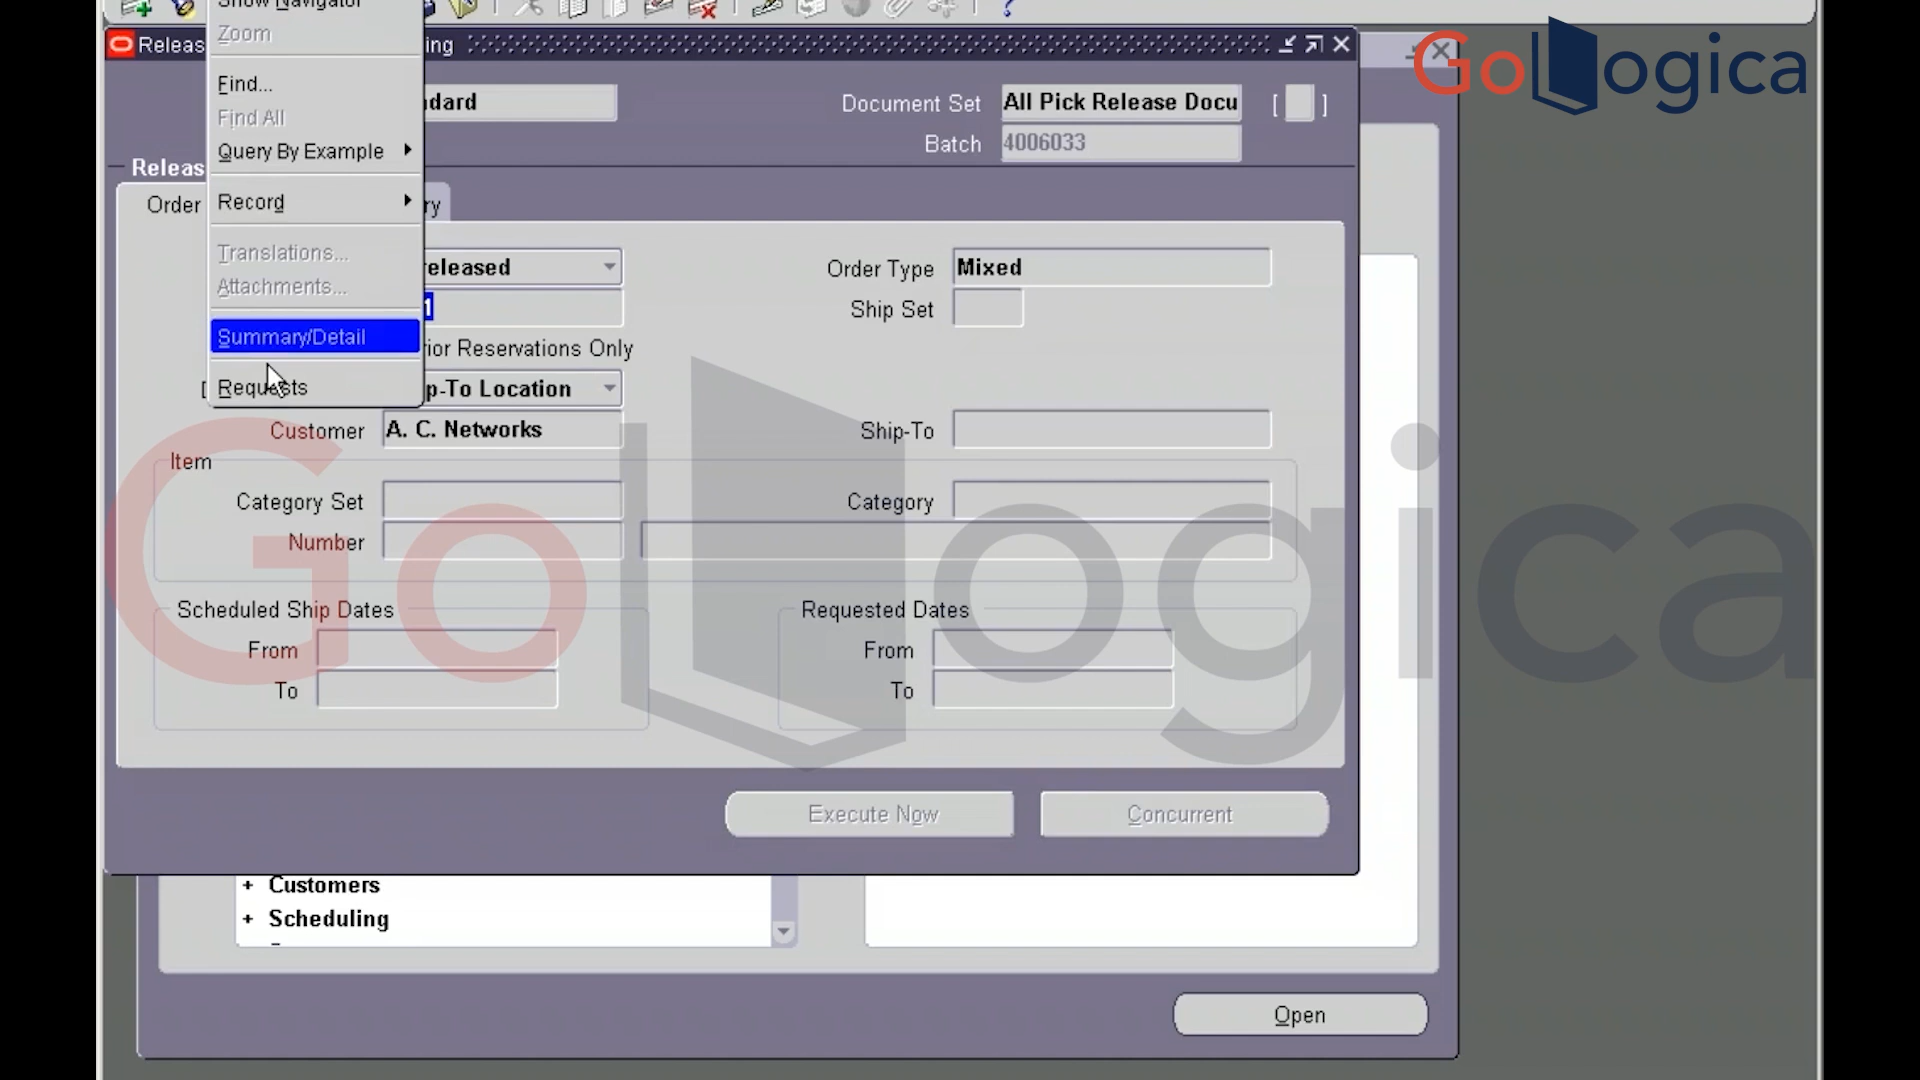 Show Navigator
Zoom
Find...
Find All
Query By Example
Record
Translations...
Attachments...
Summary/Detail
Requests
Releas
ing
GoLogica
dard
Document Set
All Pick Release Docu
[ ]
Batch
4006033
Releas
Order
ry
eleased
Order Type
Mixed
1
Ship Set
rior Reservations Only
[
p-To Location
Customer
A. C. Networks
Ship-To
Item
Category Set
Category
Number
Scheduled Ship Dates
Requested Dates
From
From
To
To
GoLogica
Execute Now
Concurrent
+ Customers
+ Scheduling
Open